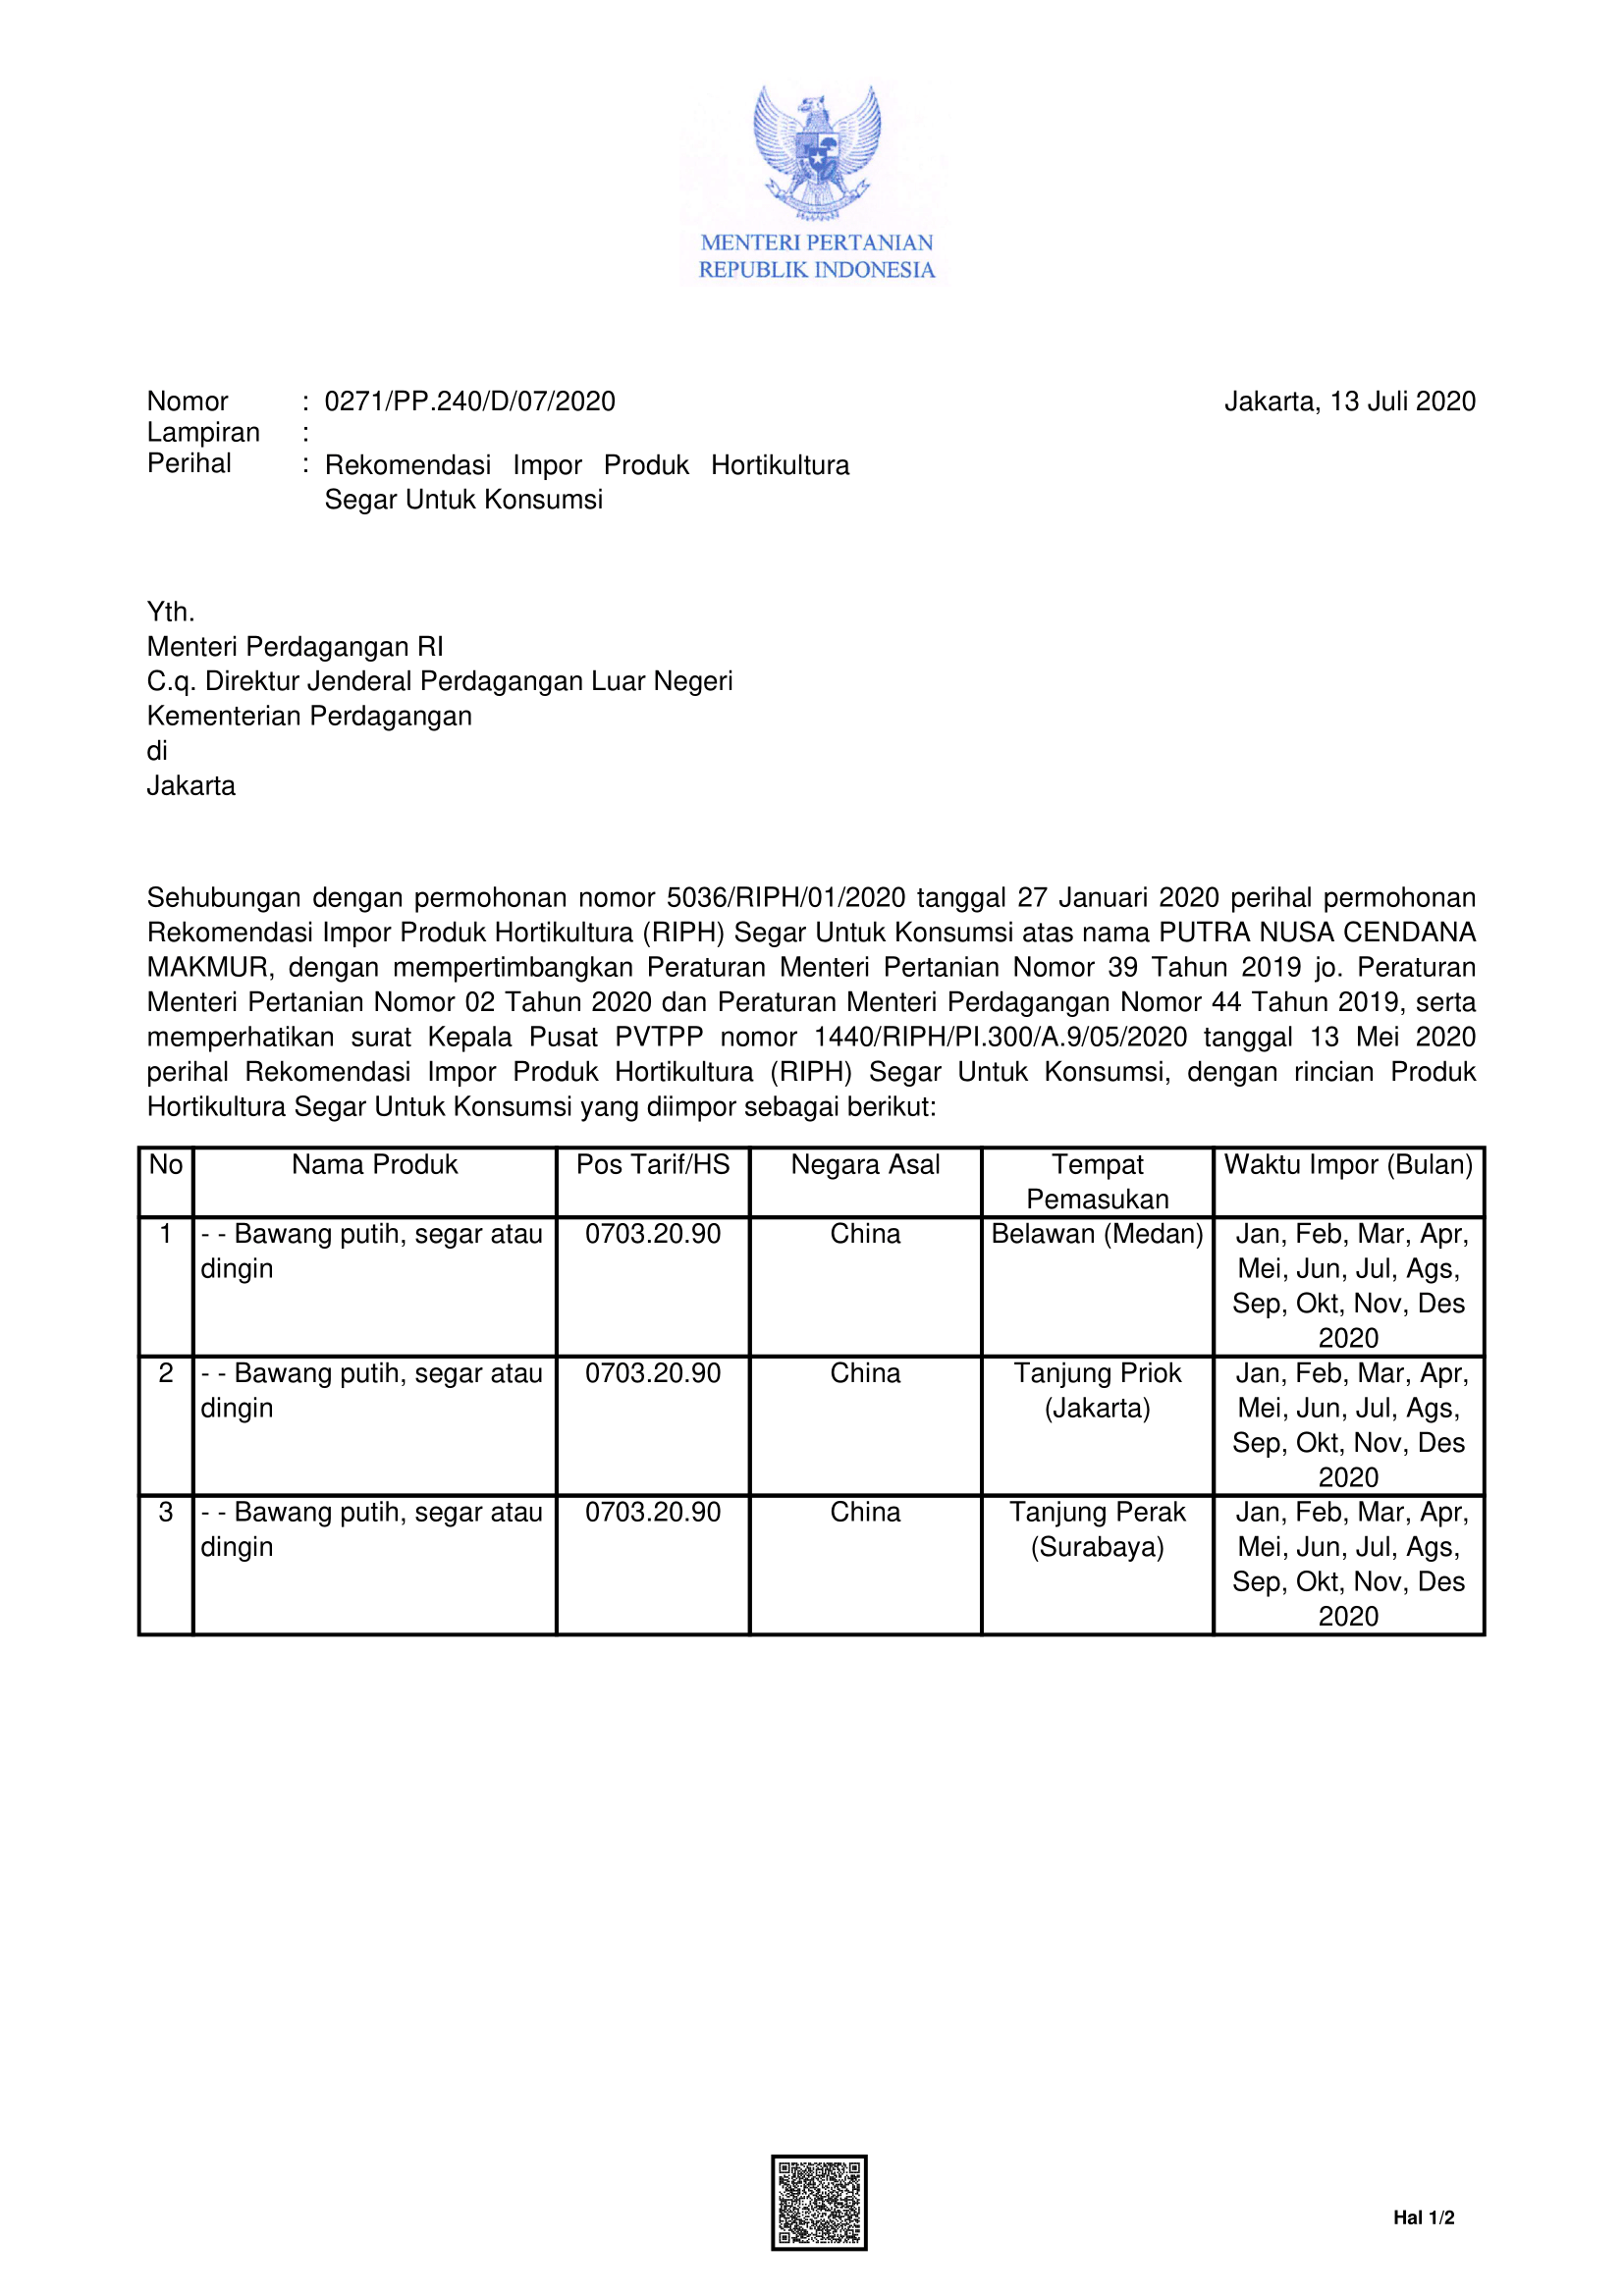 MENTERI PERTANIAN
REPUBLIK INDONESIA
Nomor : 0271/PP.240/D/07/2020 Jakarta, 13 Juli 2020
Lampiran :
Perihal : Rekomendasi Impor Produk Hortikultura
Segar Untuk Konsumsi
Yth.
Menteri Perdagangan RI
C.q. Direktur Jenderal Perdagangan Luar Negeri
Kementerian Perdagangan
di
Jakarta
Sehubungan dengan permohonan nomor 5036/RIPH/01/2020 tanggal 27 Januari 2020 perihal permohonan
Rekomendasi Impor Produk Hortikultura (RIPH) Segar Untuk Konsumsi atas nama PUTRA NUSA CENDANA
MAKMUR, dengan mempertimbangkan Peraturan Menteri Pertanian Nomor 39 Tahun 2019 jo. Peraturan
Menteri Pertanian Nomor 02 Tahun 2020 dan Peraturan Menteri Perdagangan Nomor 44 Tahun 2019, serta
memperhatikan surat Kepala Pusat PVTPP nomor 1440/RIPH/PI.300/A.9/05/2020 tanggal 13 Mei 2020
perihal Rekomendasi Impor Produk Hortikultura (RIPH) Segar Untuk Konsumsi, dengan rincian Produk
Hortikultura Segar Untuk Konsumsi yang diimpor sebagai berikut:
No Nama Produk Pos Tarif/HS Negara Asal Tempat Waktu Impor (Bulan)
Pemasukan
1 - - Bawang putih, segar atau 0703.20.90 China Belawan (Medan) Jan, Feb, Mar, Apr,
dingin Mei, Jun, Jul, Ags,
Sep, Okt, Nov, Des
2020
2 - - Bawang putih, segar atau 0703.20.90 China Tanjung Priok Jan, Feb, Mar, Apr,
dingin (Jakarta) Mei, Jun, Jul, Ags,
Sep, Okt, Nov, Des
2020
3 - - Bawang putih, segar atau 0703.20.90 China Tanjung Perak Jan, Feb, Mar, Apr,
dingin (Surabaya) Mei, Jun, Jul, Ags,
Sep, Okt, Nov, Des
2020
Hal 1/2